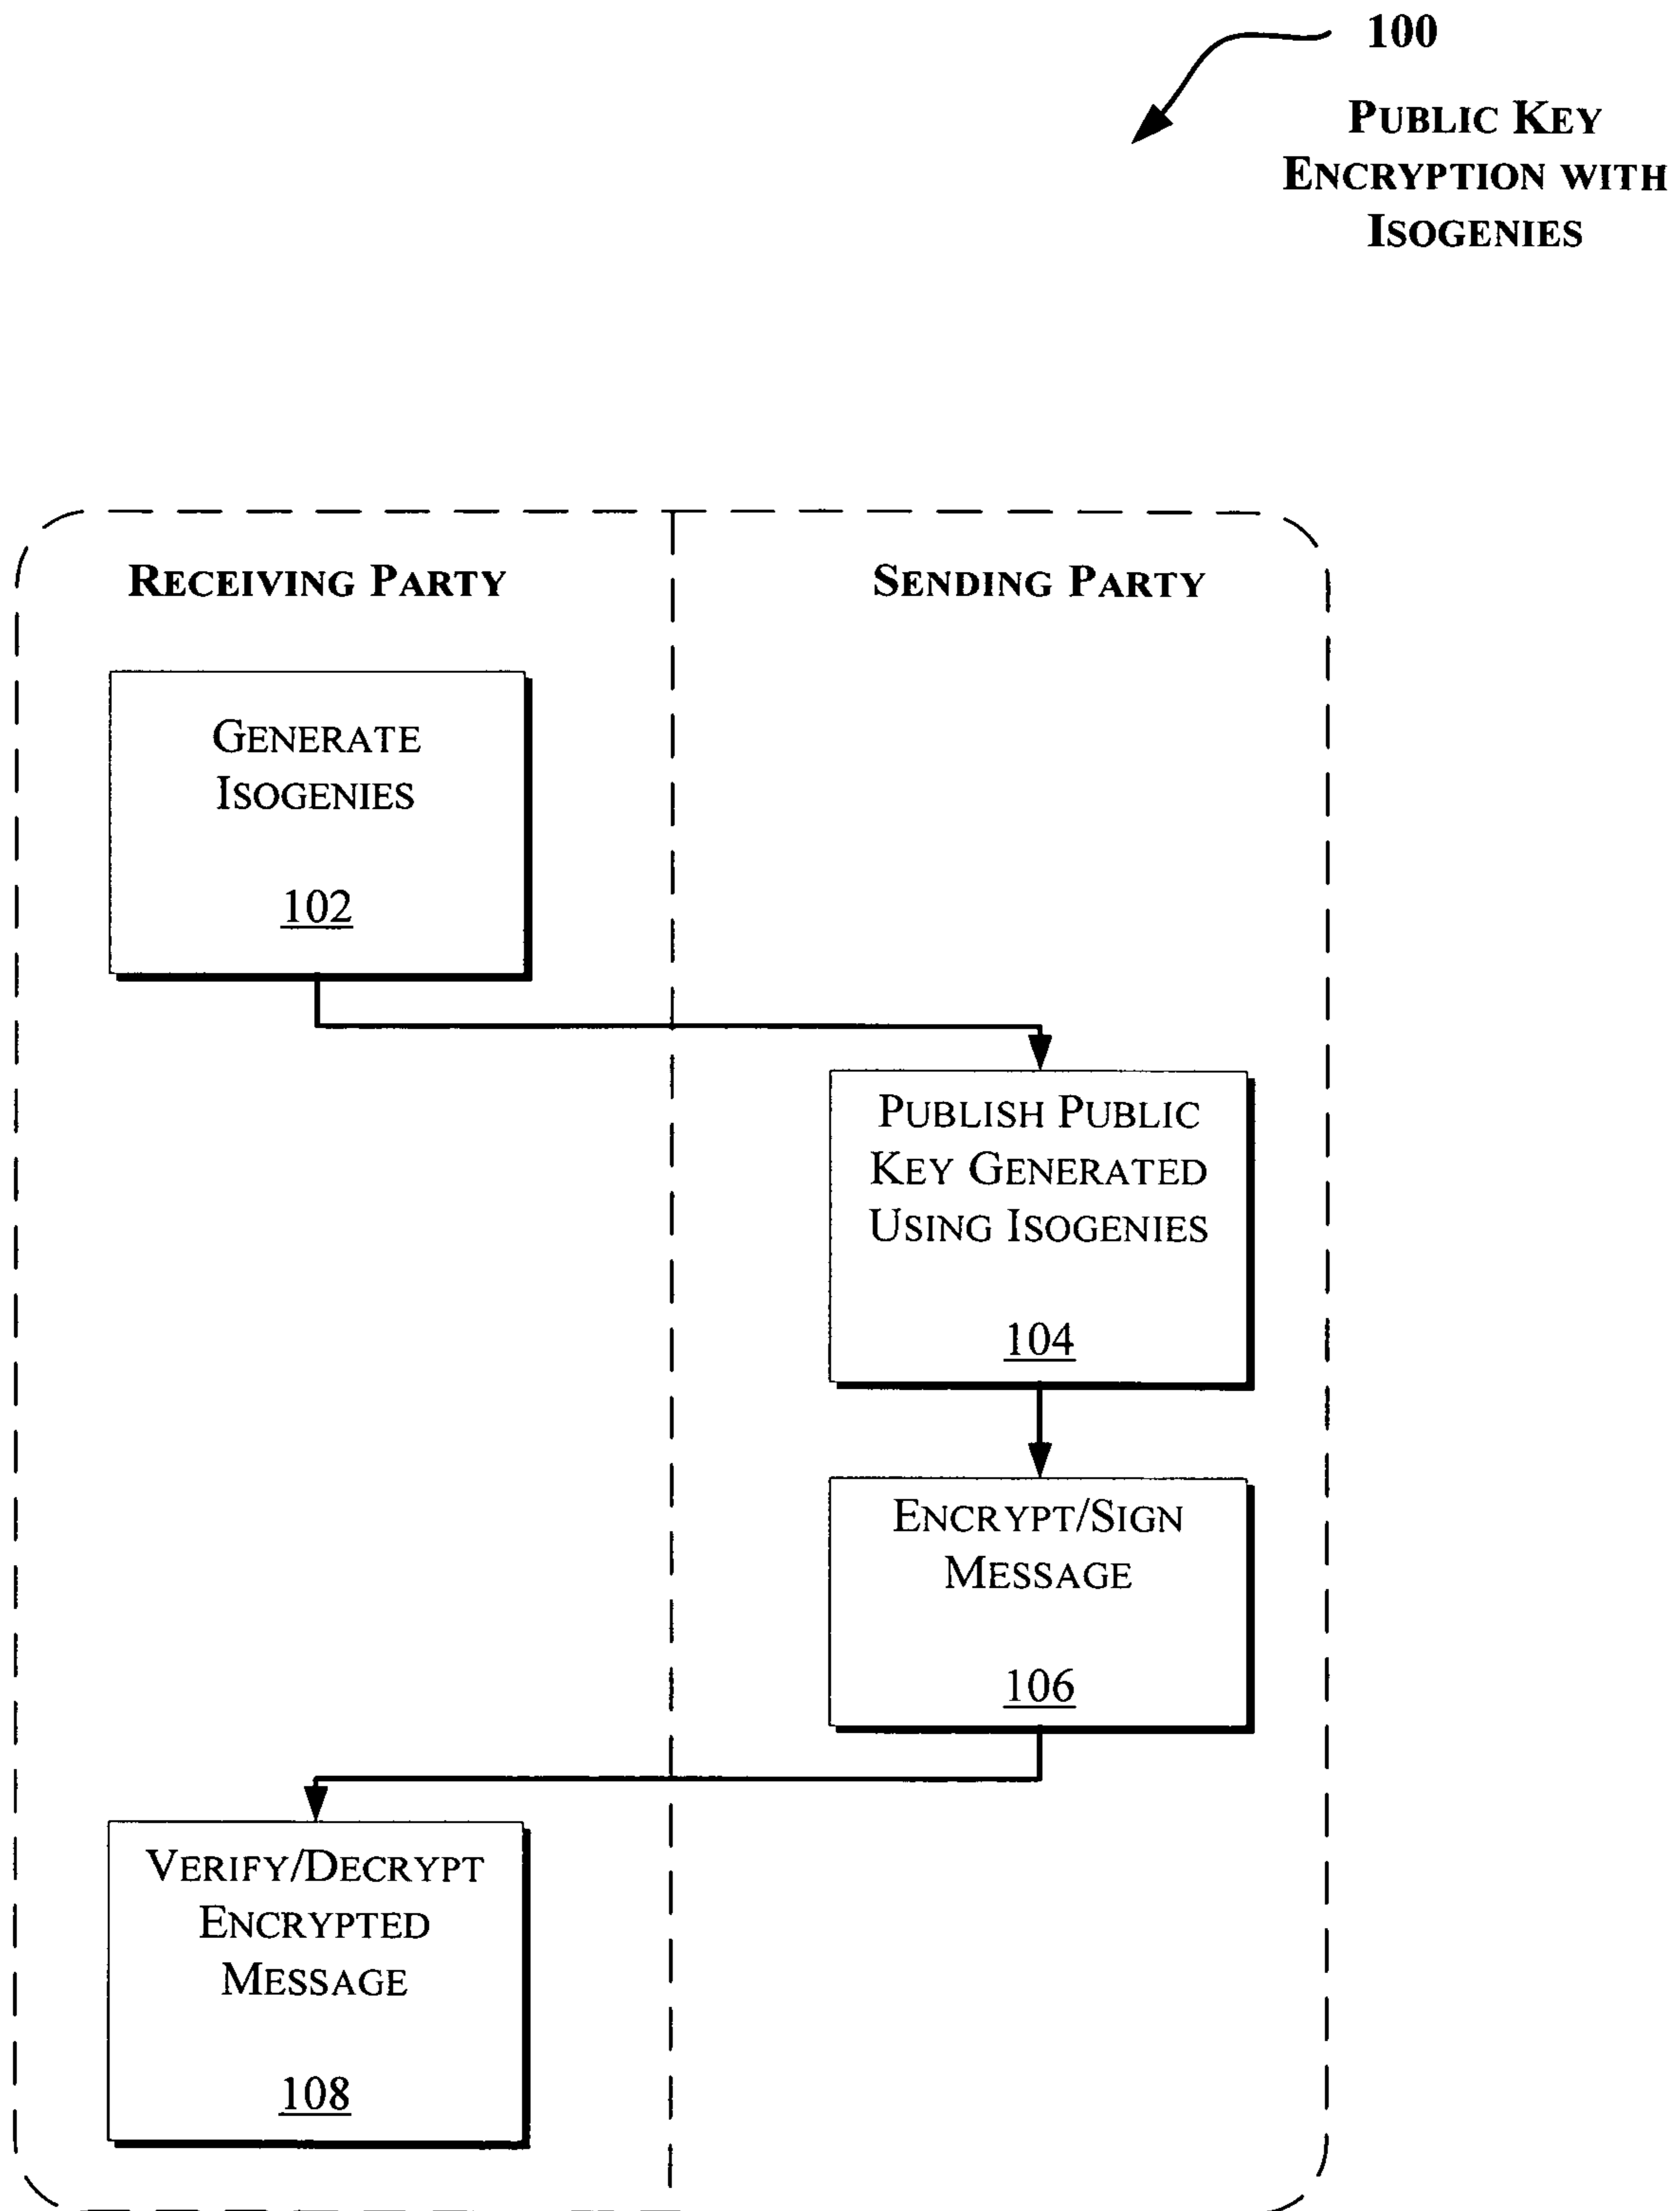 100
PUBLIC KEY
ENCRYPTION WITH
ISOGENIES
RECEIVING PARTY
SENDING PARTY
GENERATE
ISOGENIES
102
PUBLISH PUBLIC
KEY GENERATED
USING ISOGENIES
104
ENCRYPT/SIGN
MESSAGE
106
VERIFY/DECRYPT
ENCRYPTED
MESSAGE
108